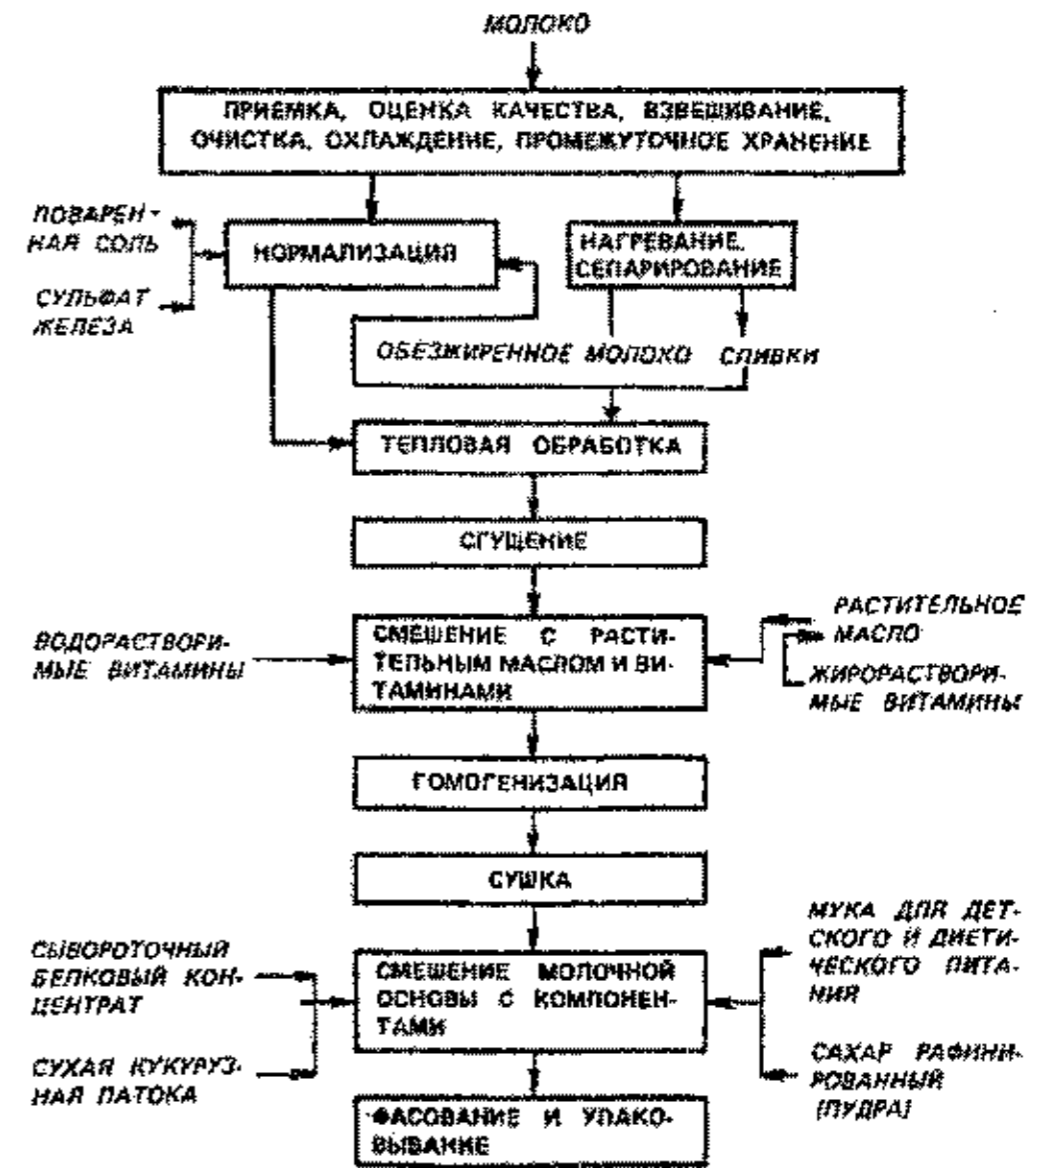 МОЛОКО
ПРИЕМКА, ОЦЕНКА КАЧЕСТВА, ВЗВЕШИВАНИЕ,
ОЧИСТКА, ОХЛАЖДЕНИЕ, ПРОМЕЖУТОЧНОЕ ХРАНЕНИЕ
ПОВАРЕН-
НАЯ СОЛЬ
СУЛЬФАТ
ЖЕЛЕЗА
НОРМАЛИЗАЦИЯ
НАГРЕВАНИЕ,
СЕПАРИРОВАНИЕ
ОБЕЗЖИРЕННОЕ МОЛОКО СЛИВКИ
ТЕПЛОВАЯ ОБРАБОТКА
СГУЩЕНИЕ
ВОДОРАСТВОРИ-
МЫЕ ВИТАМИНЫ
СМЕШЕНИЕ С РАСТИ-
ТЕЛЬНЫМ МАСЛОМ И ВИ-
ТАМИНАМИ
РАСТИТЕЛЬНОЕ
МАСЛО
ЖИРОРАСТВОРИ-
МЫЕ ВИТАМИНЫ
ГОМОГЕНИЗАЦИЯ
СУШКА
СЫВОРОТОЧНЫЙ
БЕЛКОВЫЙ КОН-
ЦЕНТРАТ
СУХАЯ КУКУРУЗ-
НАЯ ПАТОКА
СМЕШЕНИЕ МОЛОЧНОЙ
ОСНОВЫ С КОМПОНЕН-
ТАМИ
МУКА ДЛЯ ДЕТ-
СКОГО И ДИЕТИ-
ЧЕСКОГО ПИТА-
НИЯ
САХАР РАФИНИ-
РОВАННЫЙ
(ПУДРА)
ФАСОВАНИЕ И УПАКО-
ВЫВАНИЕ